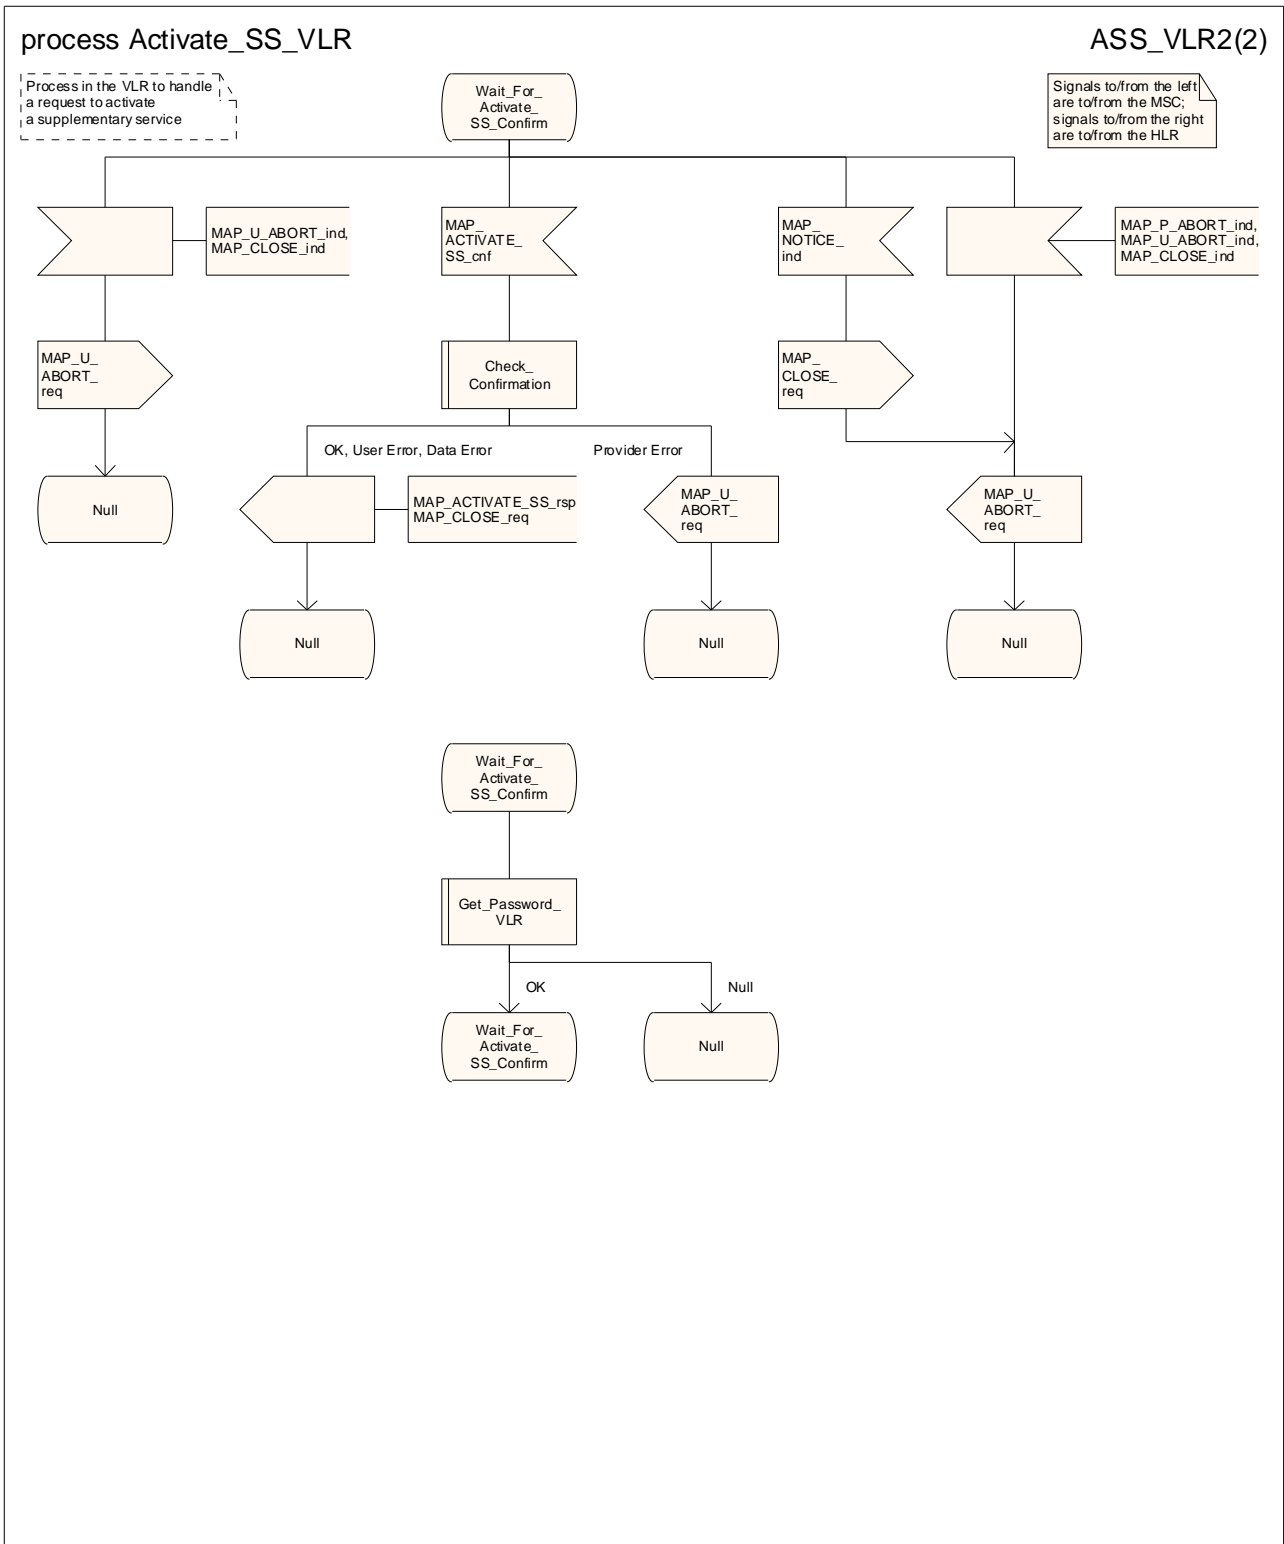 process Activate_SS_VLR
ASS_VLR2(2)
Process in the VLR to handle
a request to activate
a supplementary service
Wait_For_
Activate_
SS_Confirm
Signals to/from the left
are to/from the MSC;
signals to/from the right
are to/from the HLR
MAP_U_ABORT_ind,
MAP_CLOSE_ind
MAP_
ACTIVATE_
SS_cnf
MAP_
NOTICE_
ind
MAP_P_ABORT_ind,
MAP_U_ABORT_ind,
MAP_CLOSE_ind
MAP_U_
ABORT_
req
Check_
Confirmation
MAP_
CLOSE_
req
OK, User Error, Data Error
Provider Error
Null
MAP_ACTIVATE_SS_rsp
MAP_CLOSE_req
MAP_U_
ABORT_
req
MAP_U_
ABORT_
req
Null
Null
Null
Wait_For_
Activate_
SS_Confirm
Get_Password_
VLR
OK
Null
Wait_For_
Activate_
SS_Confirm
Null